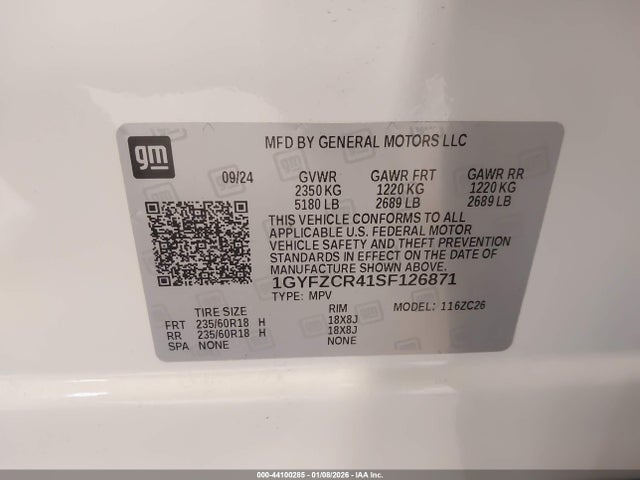 gm
MFD BY GENERAL MOTORS LLC
09/24 GVWR GAWR FRT GAWR RR
2350 KG 1220 KG 1220 KG
5180 LB 2689 LB 2689 LB
THIS VEHICLE CONFORMS TO ALL
APPLICABLE U.S. FEDERAL MOTOR
VEHICLE SAFETY AND THEFT PREVENTION
STANDARDS IN EFFECT ON THE DATE OF
MANUFACTURE SHOWN ABOVE.
1GYFZCR41SF126871
TYPE: MPV MODEL: 116ZC26
TIRE SIZE RIM
FRT 235/60R18 H 18X8J
RR 235/60R18 H 18X8J
SPA NONE NONE
000-44100285 - 01/08/2026 - IAAI.COM